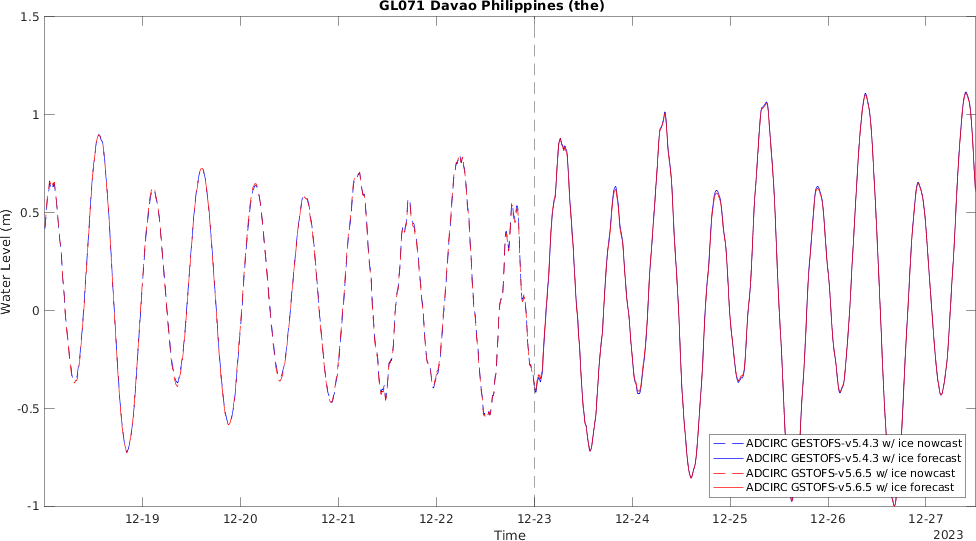 GL071 Davao Philippines (the)
1.5
1
0.5
0
-0.5
-1
Water Level (m)
12-19 12-20 12-21 12-22 12-23 12-24 12-25 12-26 12-27
Time
2023
ADCIRC GESTOFS-v5.4.3 w/ ice nowcast
ADCIRC GESTOFS-v5.4.3 w/ ice forecast
ADCIRC GSTOFS-v5.6.5 w/ ice nowcast
ADCIRC GSTOFS-v5.6.5 w/ ice forecast